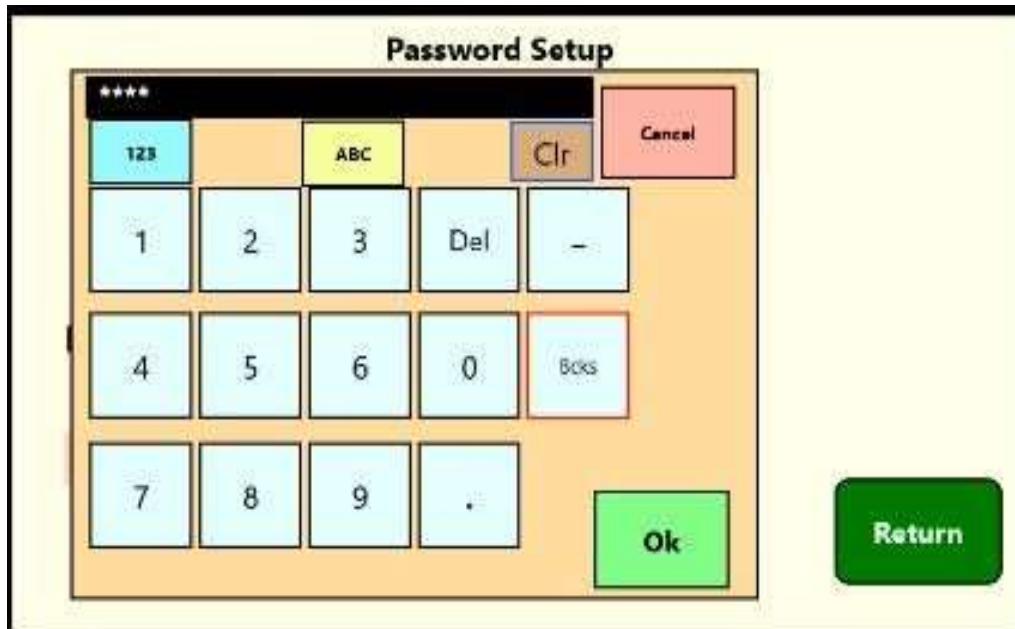 Password Setup
****
Cancel
123 ABC Clr
1 2 3 Del -
4 5 6 0 Bcks
7 8 9 .
Ok
Return